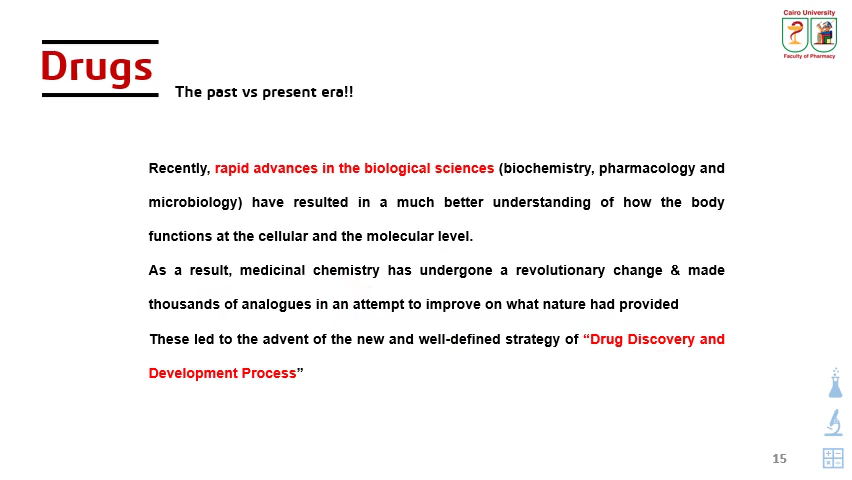 Cairo University
Faculty of Pharmacy
Drugs
The past vs present era!!
Recently, rapid advances in the biological sciences (biochemistry, pharmacology and
microbiology) have resulted in a much better understanding of how the body
functions at the cellular and the molecular level.
As a result, medicinal chemistry has undergone a revolutionary change & made
thousands of analogues in an attempt to improve on what nature had provided
These led to the advent of the new and well-defined strategy of “Drug Discovery and
Development Process”
15